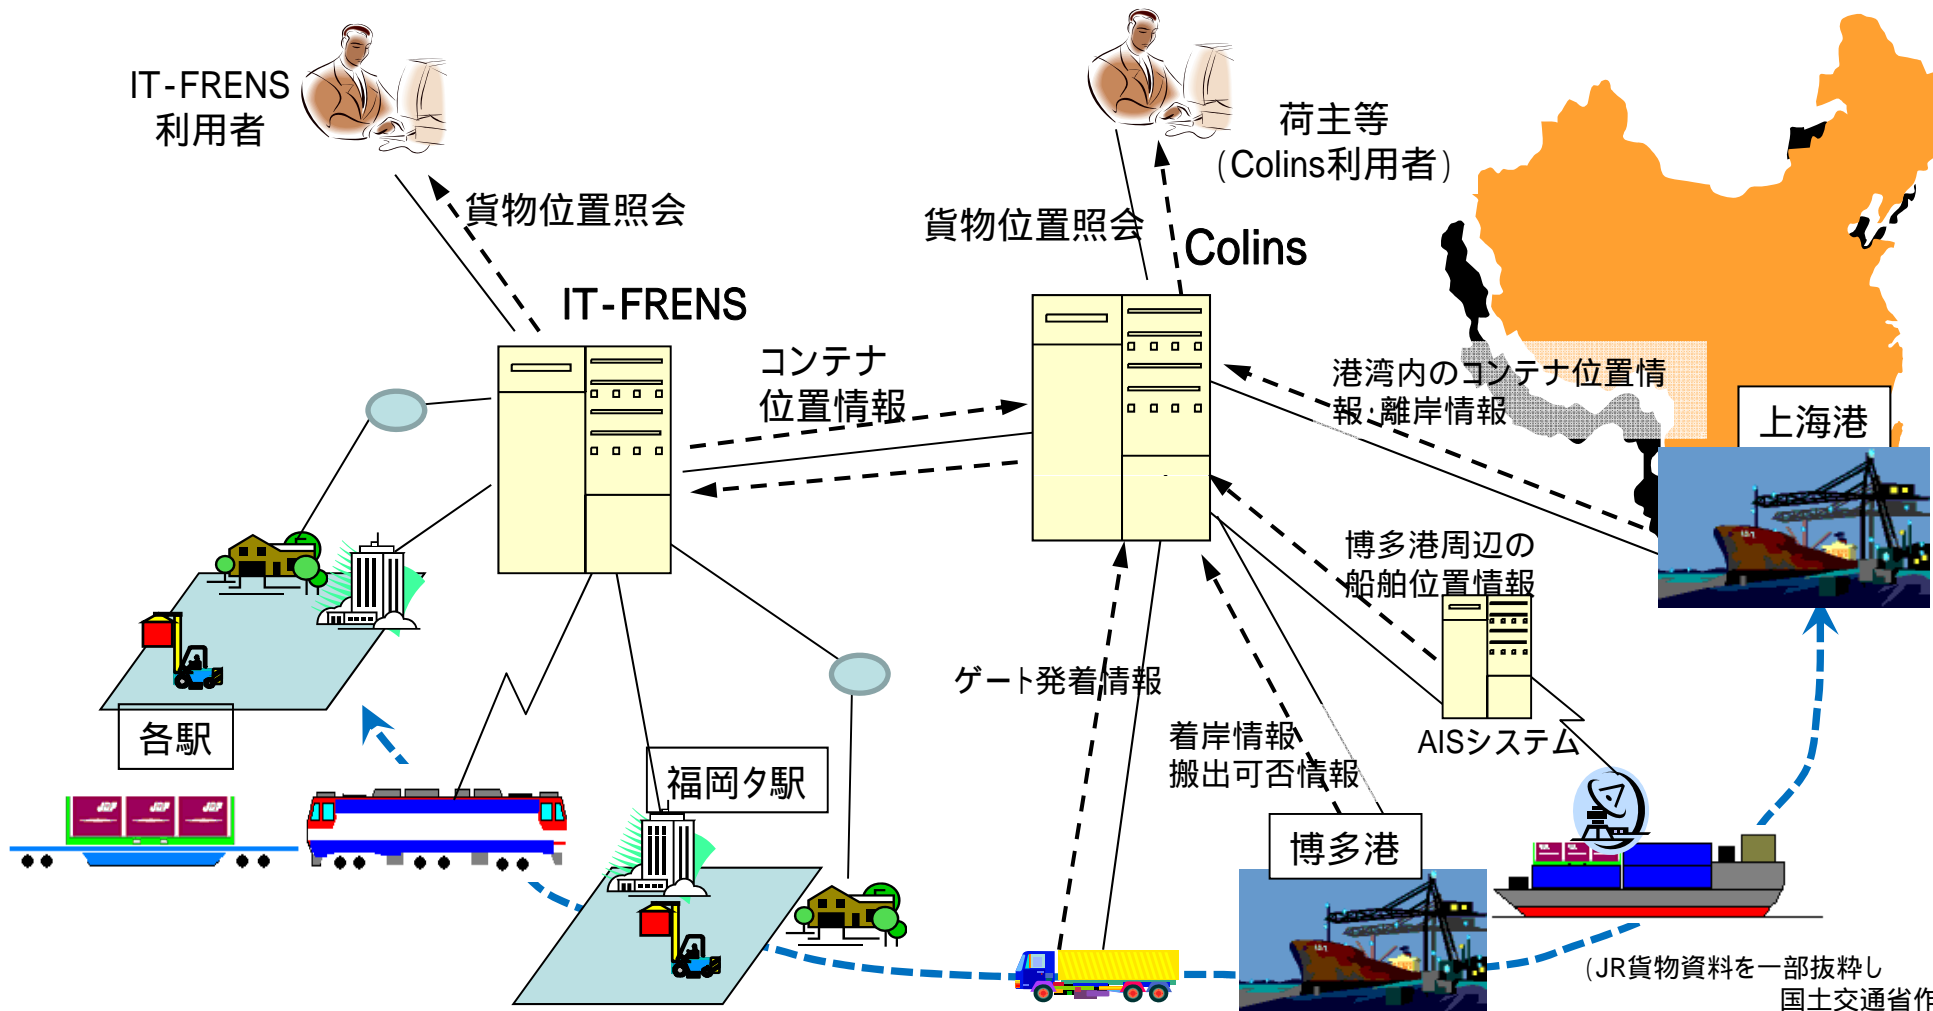 IT-FRENS
利用者
荷主等
(Colins利用者)
貨物位置照会
貨物位置照会
Colins
IT-FRENS
コンテナ
位置情報
港湾内のコンテナ位置情
報・離岸情報
上海港
博多港周辺の
船舶位置情報
ゲート発着情報
着岸情報
搬出可否情報
AISシステム
各駅
福岡タ駅
博多港
(JR貨物資料を一部抜粋し
国土交通省作